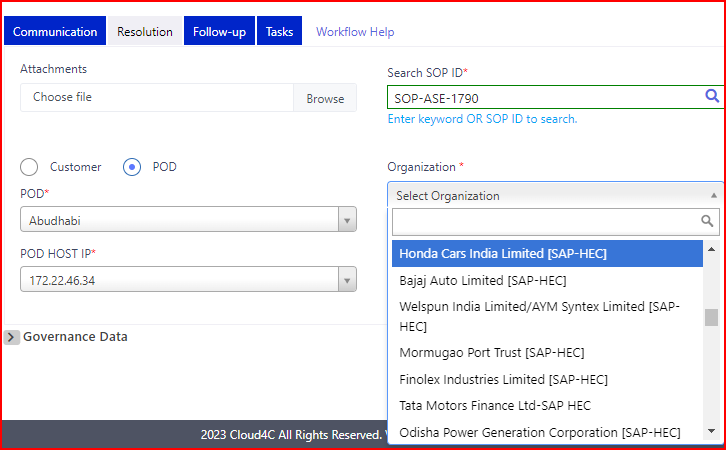 Communication Resolution Follow-up Tasks Workflow Help
Attachments
Choose file Browse
Search SOP ID*
SOP-ASE-1790
Enter keyword OR SOP ID to search.
Customer POD
POD*
Abudhabi
POD HOST IP*
172.22.46.34
Organization *
Select Organization
Honda Cars India Limited [SAP-HEC]
Bajaj Auto Limited [SAP-HEC]
Welspun India Limited/AYM Syntex Limited [SAP-
HEC]
Mormugao Port Trust [SAP-HEC]
Finolex Industries Limited [SAP-HEC]
Tata Motors Finance Ltd-SAP HEC
Odisha Power Generation Corporation [SAP-HEC]
Governance Data
2023 Cloud4C All Rights Reserved.